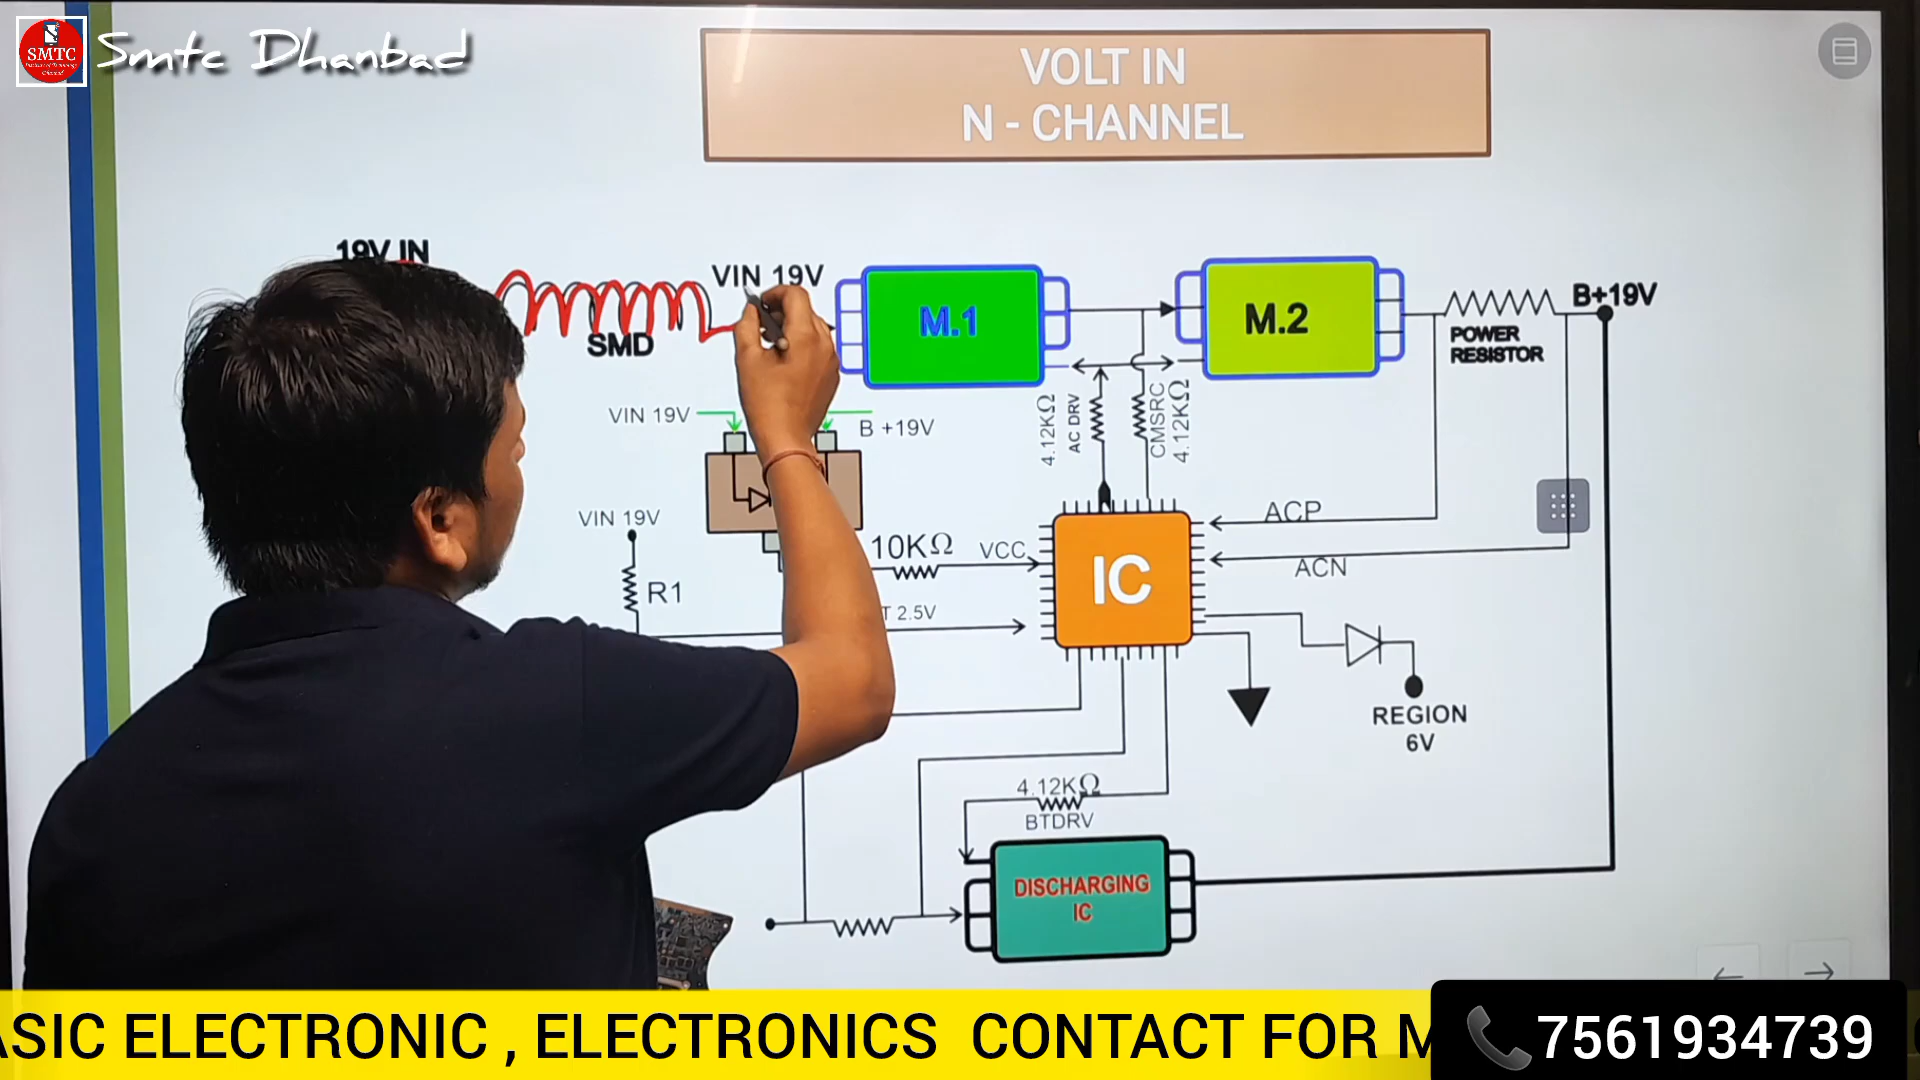 SMTC
Smtc Dhanbad
VOLT IN
N - CHANNEL
19V IN
VIN 19V
SMD
M.1
M.2
B+19V
POWER
RESISTOR
VIN 19V
B +19V
4.12KΩ
AC DRV
CMSRC
4.12KΩ
VIN 19V
R1
10KΩ
VCC
T 2.5V
IC
ACP
ACN
REGION
6V
4.12KΩ
BTDRV
DISCHARGING
IC
ASIC ELECTRONIC , ELECTRONICS CONTACT FOR M
7561934739